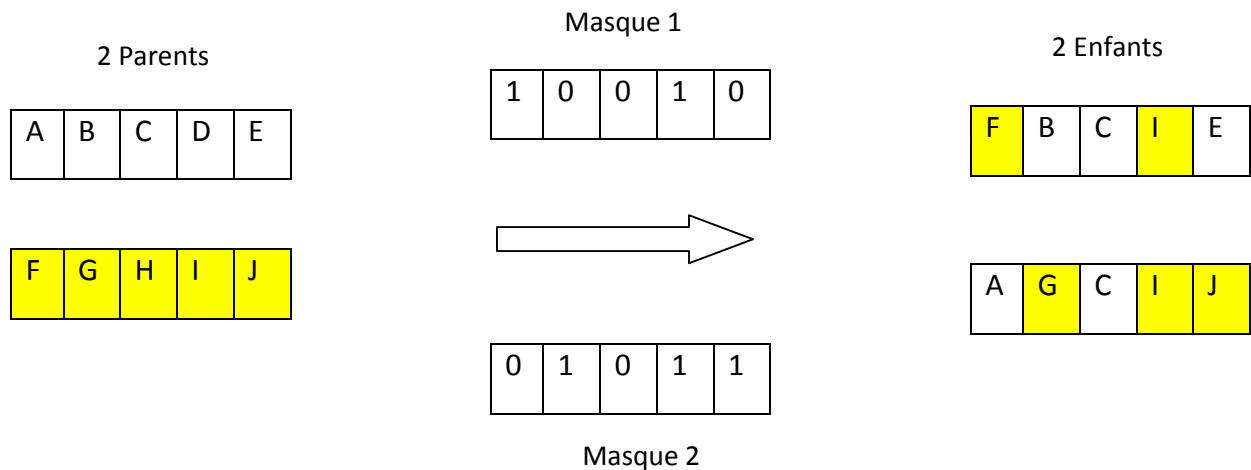 2 Parents
A B C D E
F G H I J
Masque 1
1 0 0 1 0
0 1 0 1 1
Masque 2
2 Enfants
F B C I E
A G C I J